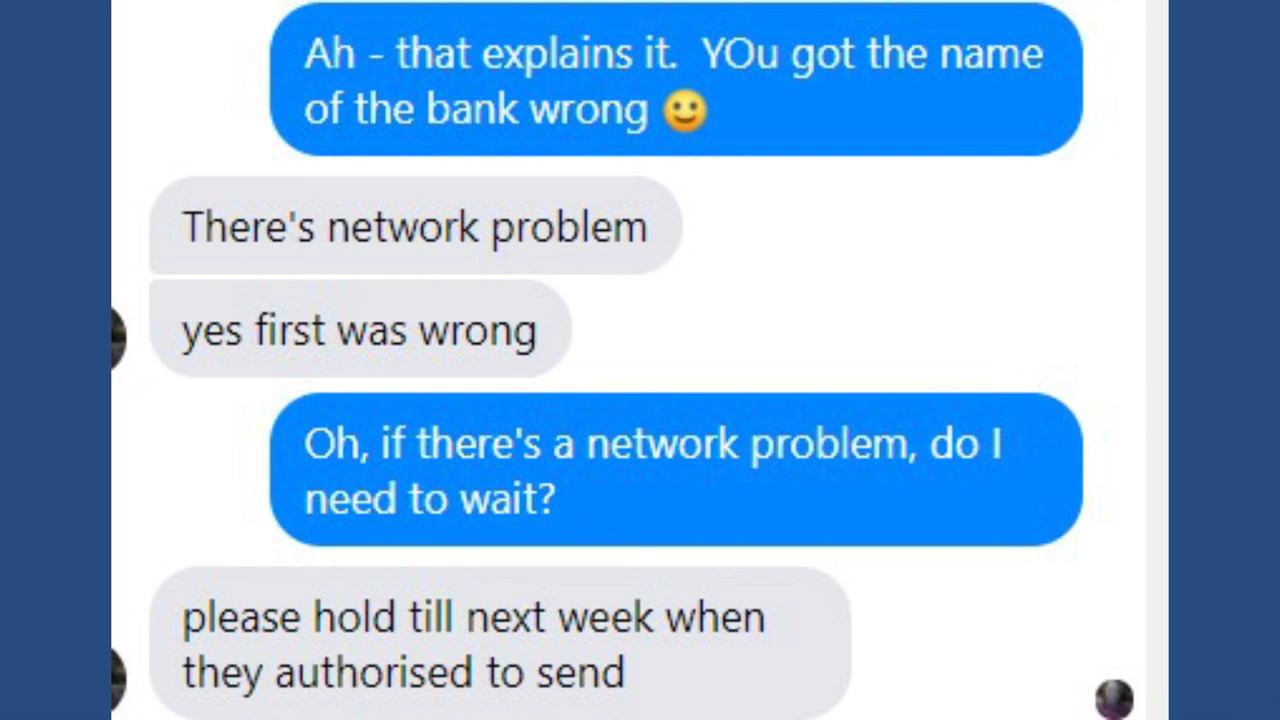 Ah - that explains it.  YOu got the name
of the bank wrong 🙂
There's network problem
yes first was wrong
Oh, if there's a network problem, do I
need to wait?
please hold till next week when
they authorised to send